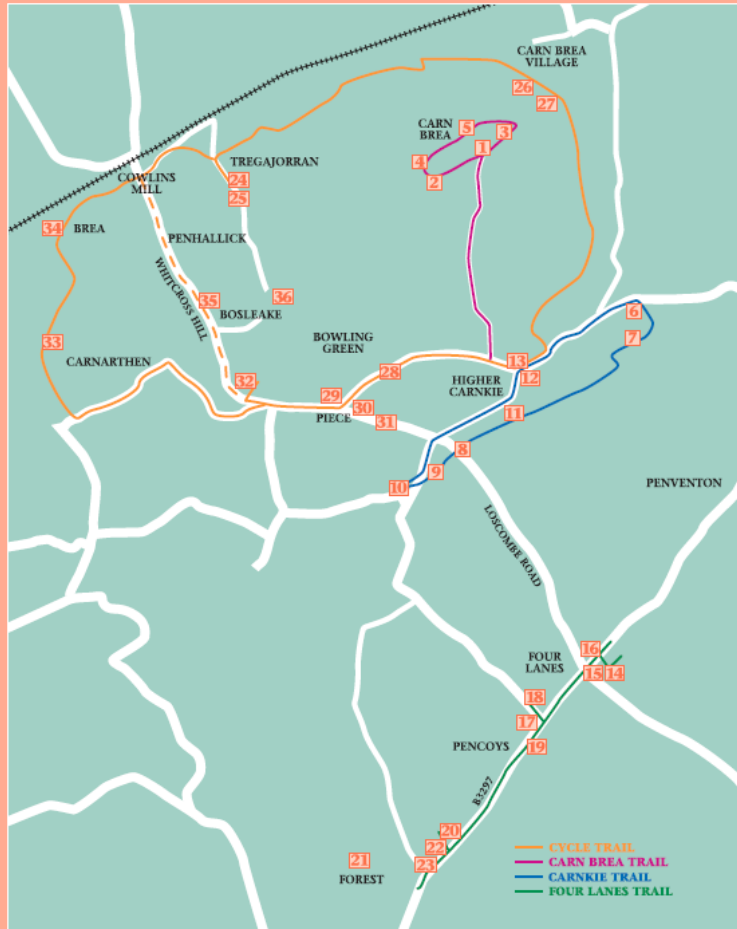 CARN BREA
VILLAGE
26
27
CARN
BREA
5
3
1
4
2
TREGAJORRAN
24
25
COWLINS
MILL
34
BREA
PENHALLICK
WHITCROSS HILL
35
36
BOSLEAKE
6
7
33
CARNARTHEN
BOWLING
GREEN
28
13
12
HIGHER
CARNKIE
32
29
30
31
PIECE
11
8
9
10
PENVENTON
LOSCOMBE ROAD
16
15
14
FOUR
LANES
18
17
19
PENCOYS
B3297
20
22
23
21
FOREST
CYCLE TRAIL
CARN BREA TRAIL
CARNKIE TRAIL
FOUR LANES TRAIL